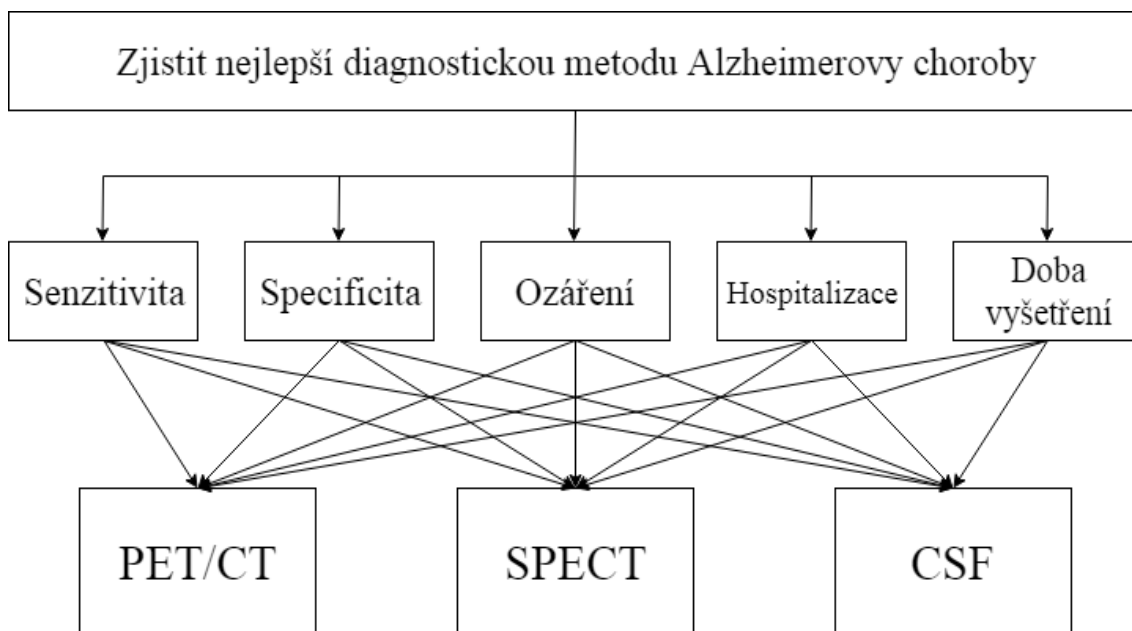 Zjistit nejlepší diagnostickou metodu Alzheimerovy choroby
Senzitivita
Specificita
Ozáření
Hospitalizace
Doba
vyšetření
PET/CT
SPECT
CSF